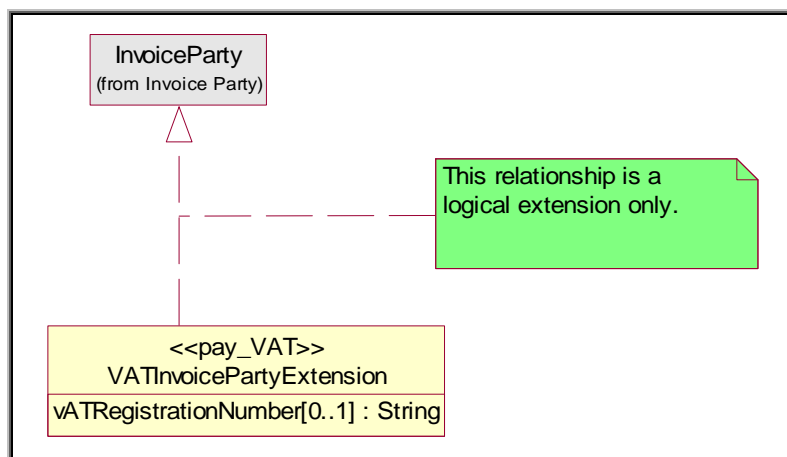 InvoiceParty
(from Invoice Party)
This relationship is a
logical extension only.
<<pay_VAT>>
VATInvoicePartyExtension
vATRegistrationNumber[0..1] : String